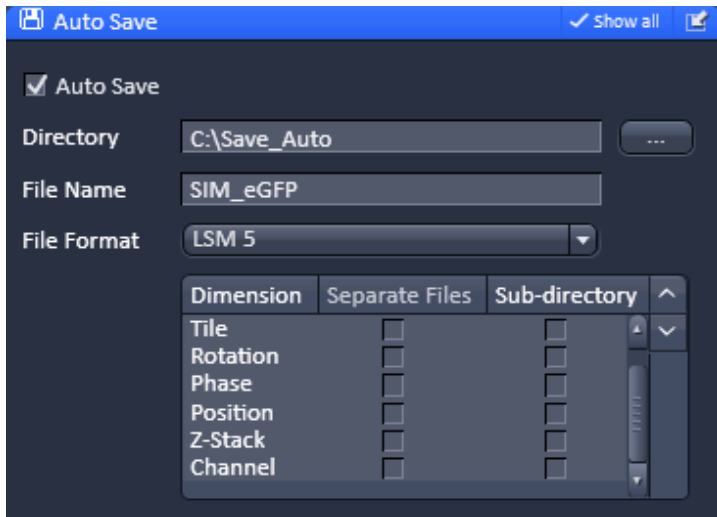 Auto Save Show all
Auto Save
Directory C:\Save_Auto ...
File Name SIM_eGFP
File Format LSM 5
Dimension Separate Files Sub-directory
Tile
Rotation
Phase
Position
Z-Stack
Channel